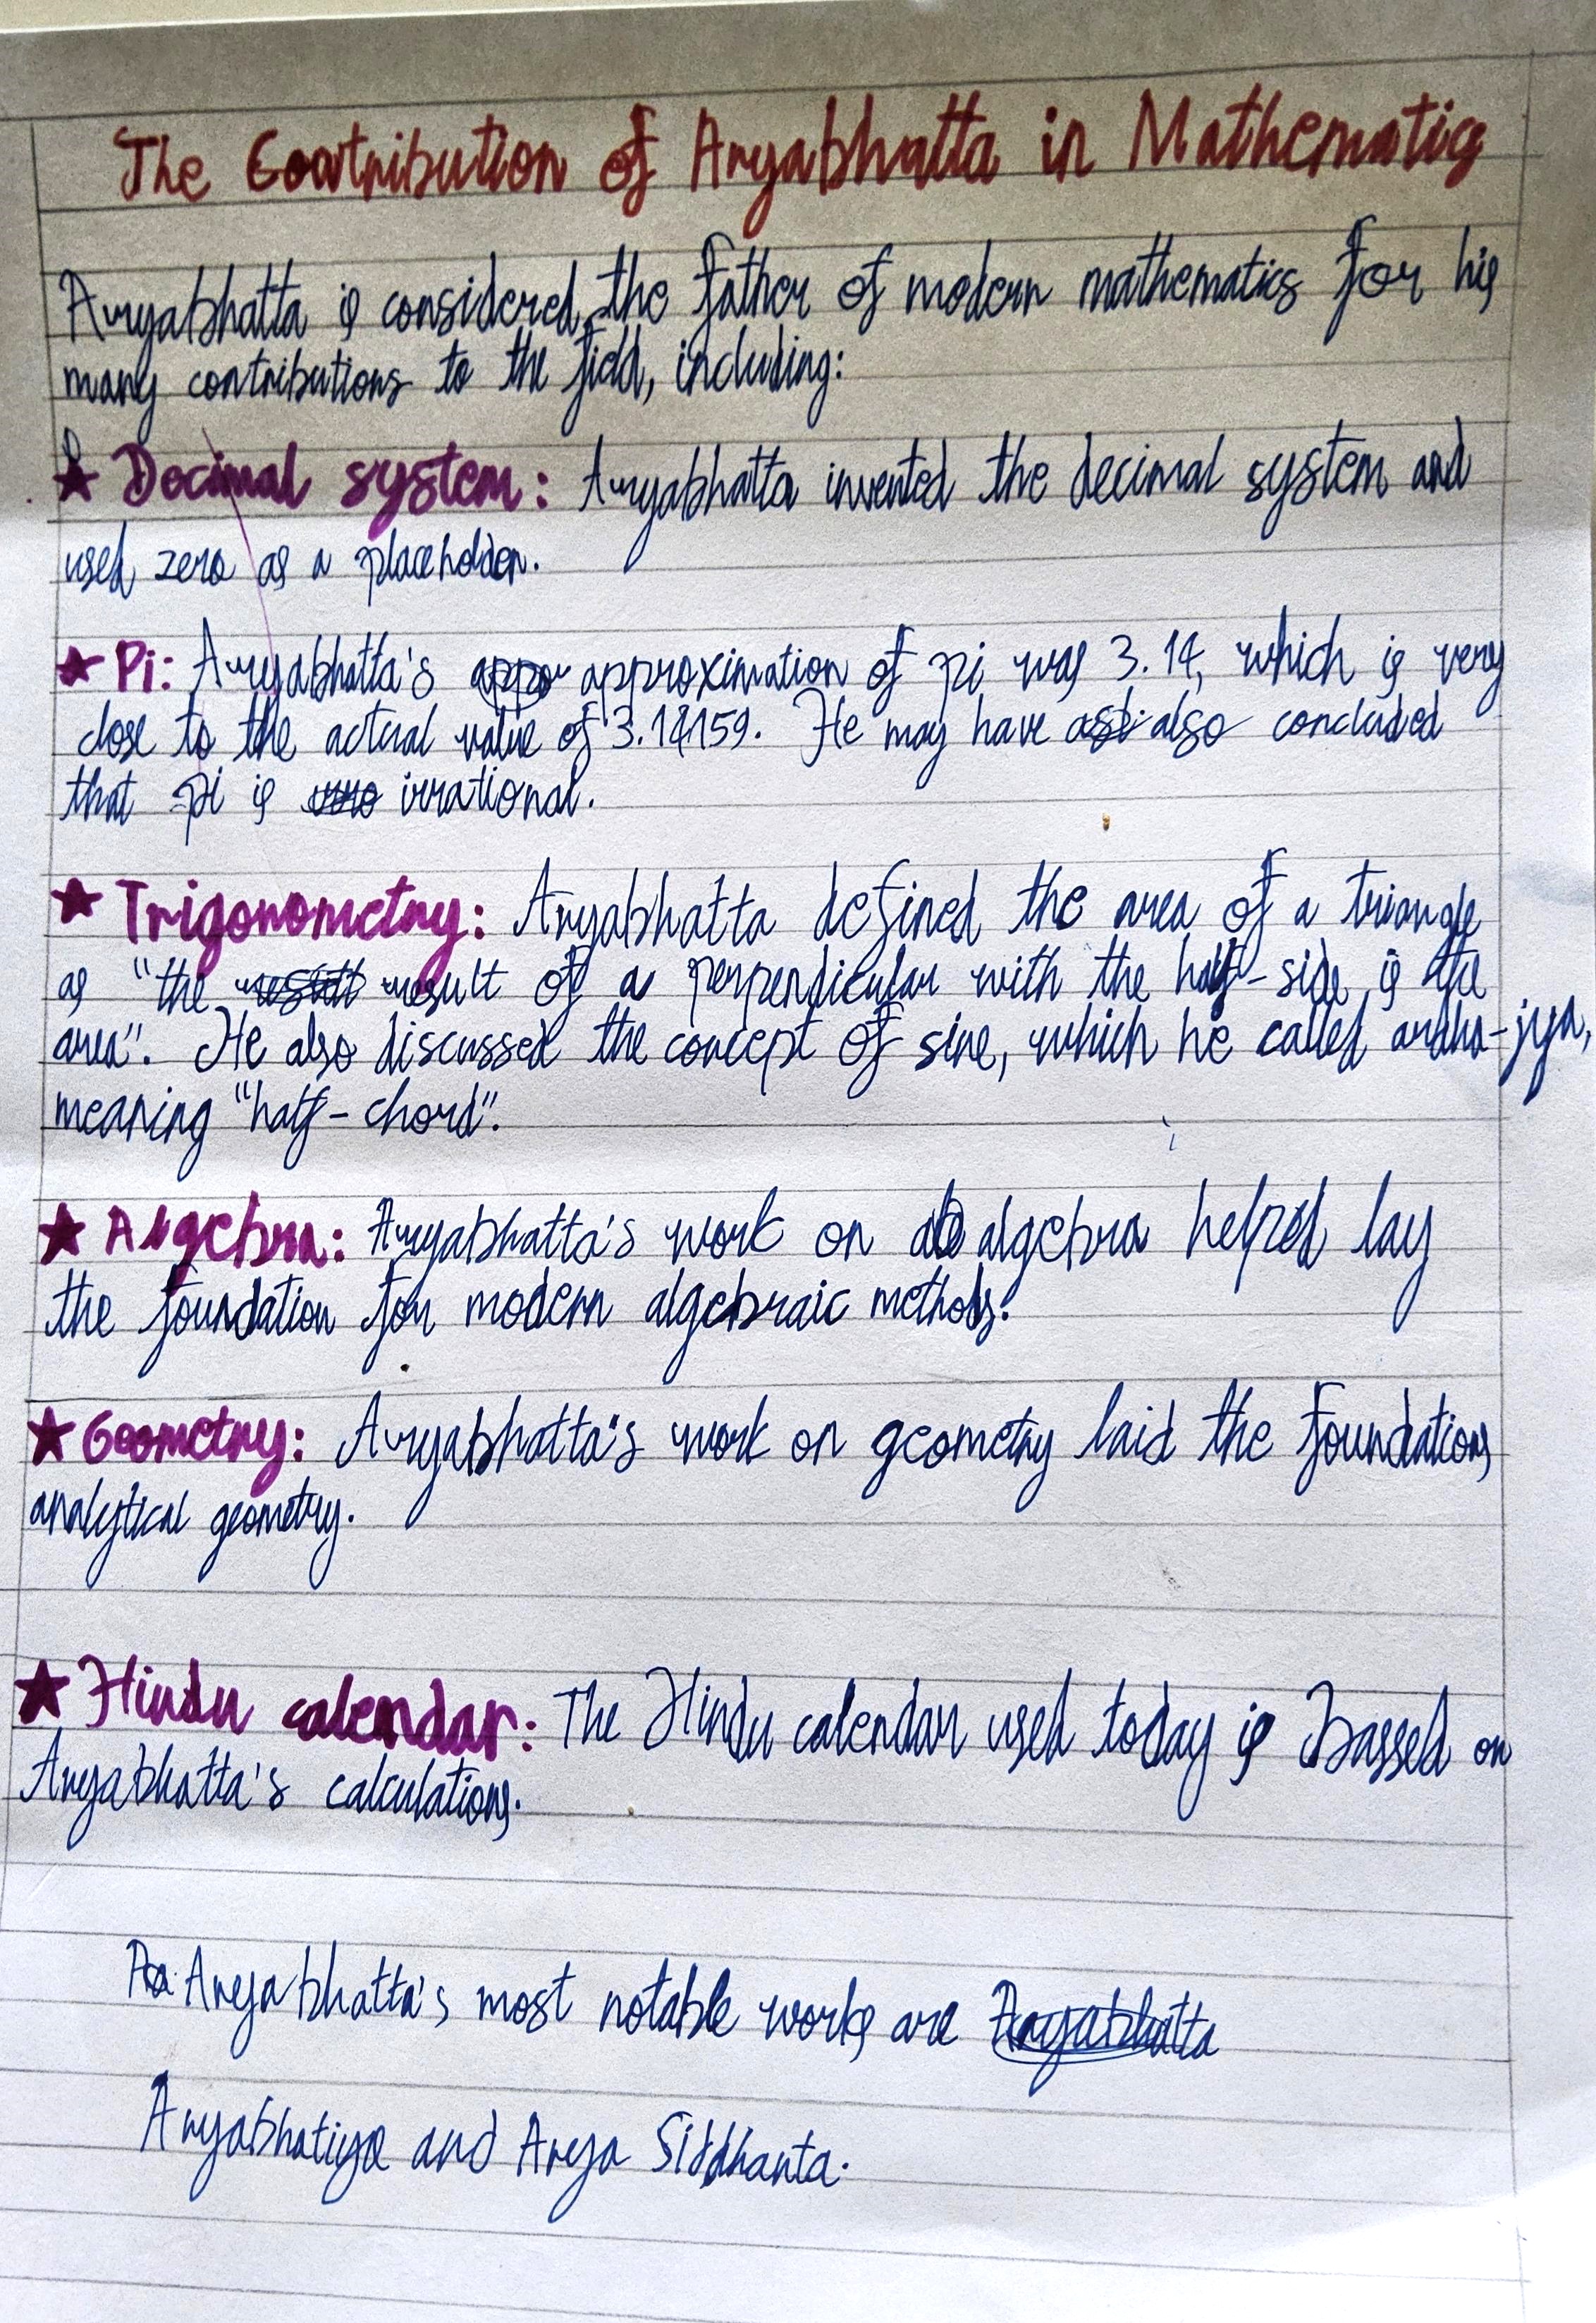 The Contribution of Aryabhatta in Mathematics
Aryabhatta is considered the father of modern mathematics for his
many contributions to the field, including:
★ Decimal system: Aryabhatta invented the decimal system and
used zero as a placeholder.
★ Pi: Aryabhatta's approximation of pi was 3.14, which is very
close to the actual value of 3.14159. He may have also concluded
that pi is irrational.
★ Trigonometry: Aryabhatta defined the area of a triangle
as "the result of a perpendicular with the half-side is the
area". He also discussed the concept of sine, which he called ardha-jya,
meaning "half-chord".
★ Algebra: Aryabhatta's work on algebra helped lay
the foundation for modern algebraic methods.
★ Geometry: Aryabhatta's work on geometry laid the foundations
analytical geometry.
★ Hindu calendar: The Hindu calendar used today is Bassed on
Aryabhatta's calculations.
Aryabhatta's most notable works are Aryabhatta
Aryabhatiya and Arya Siddhanta.